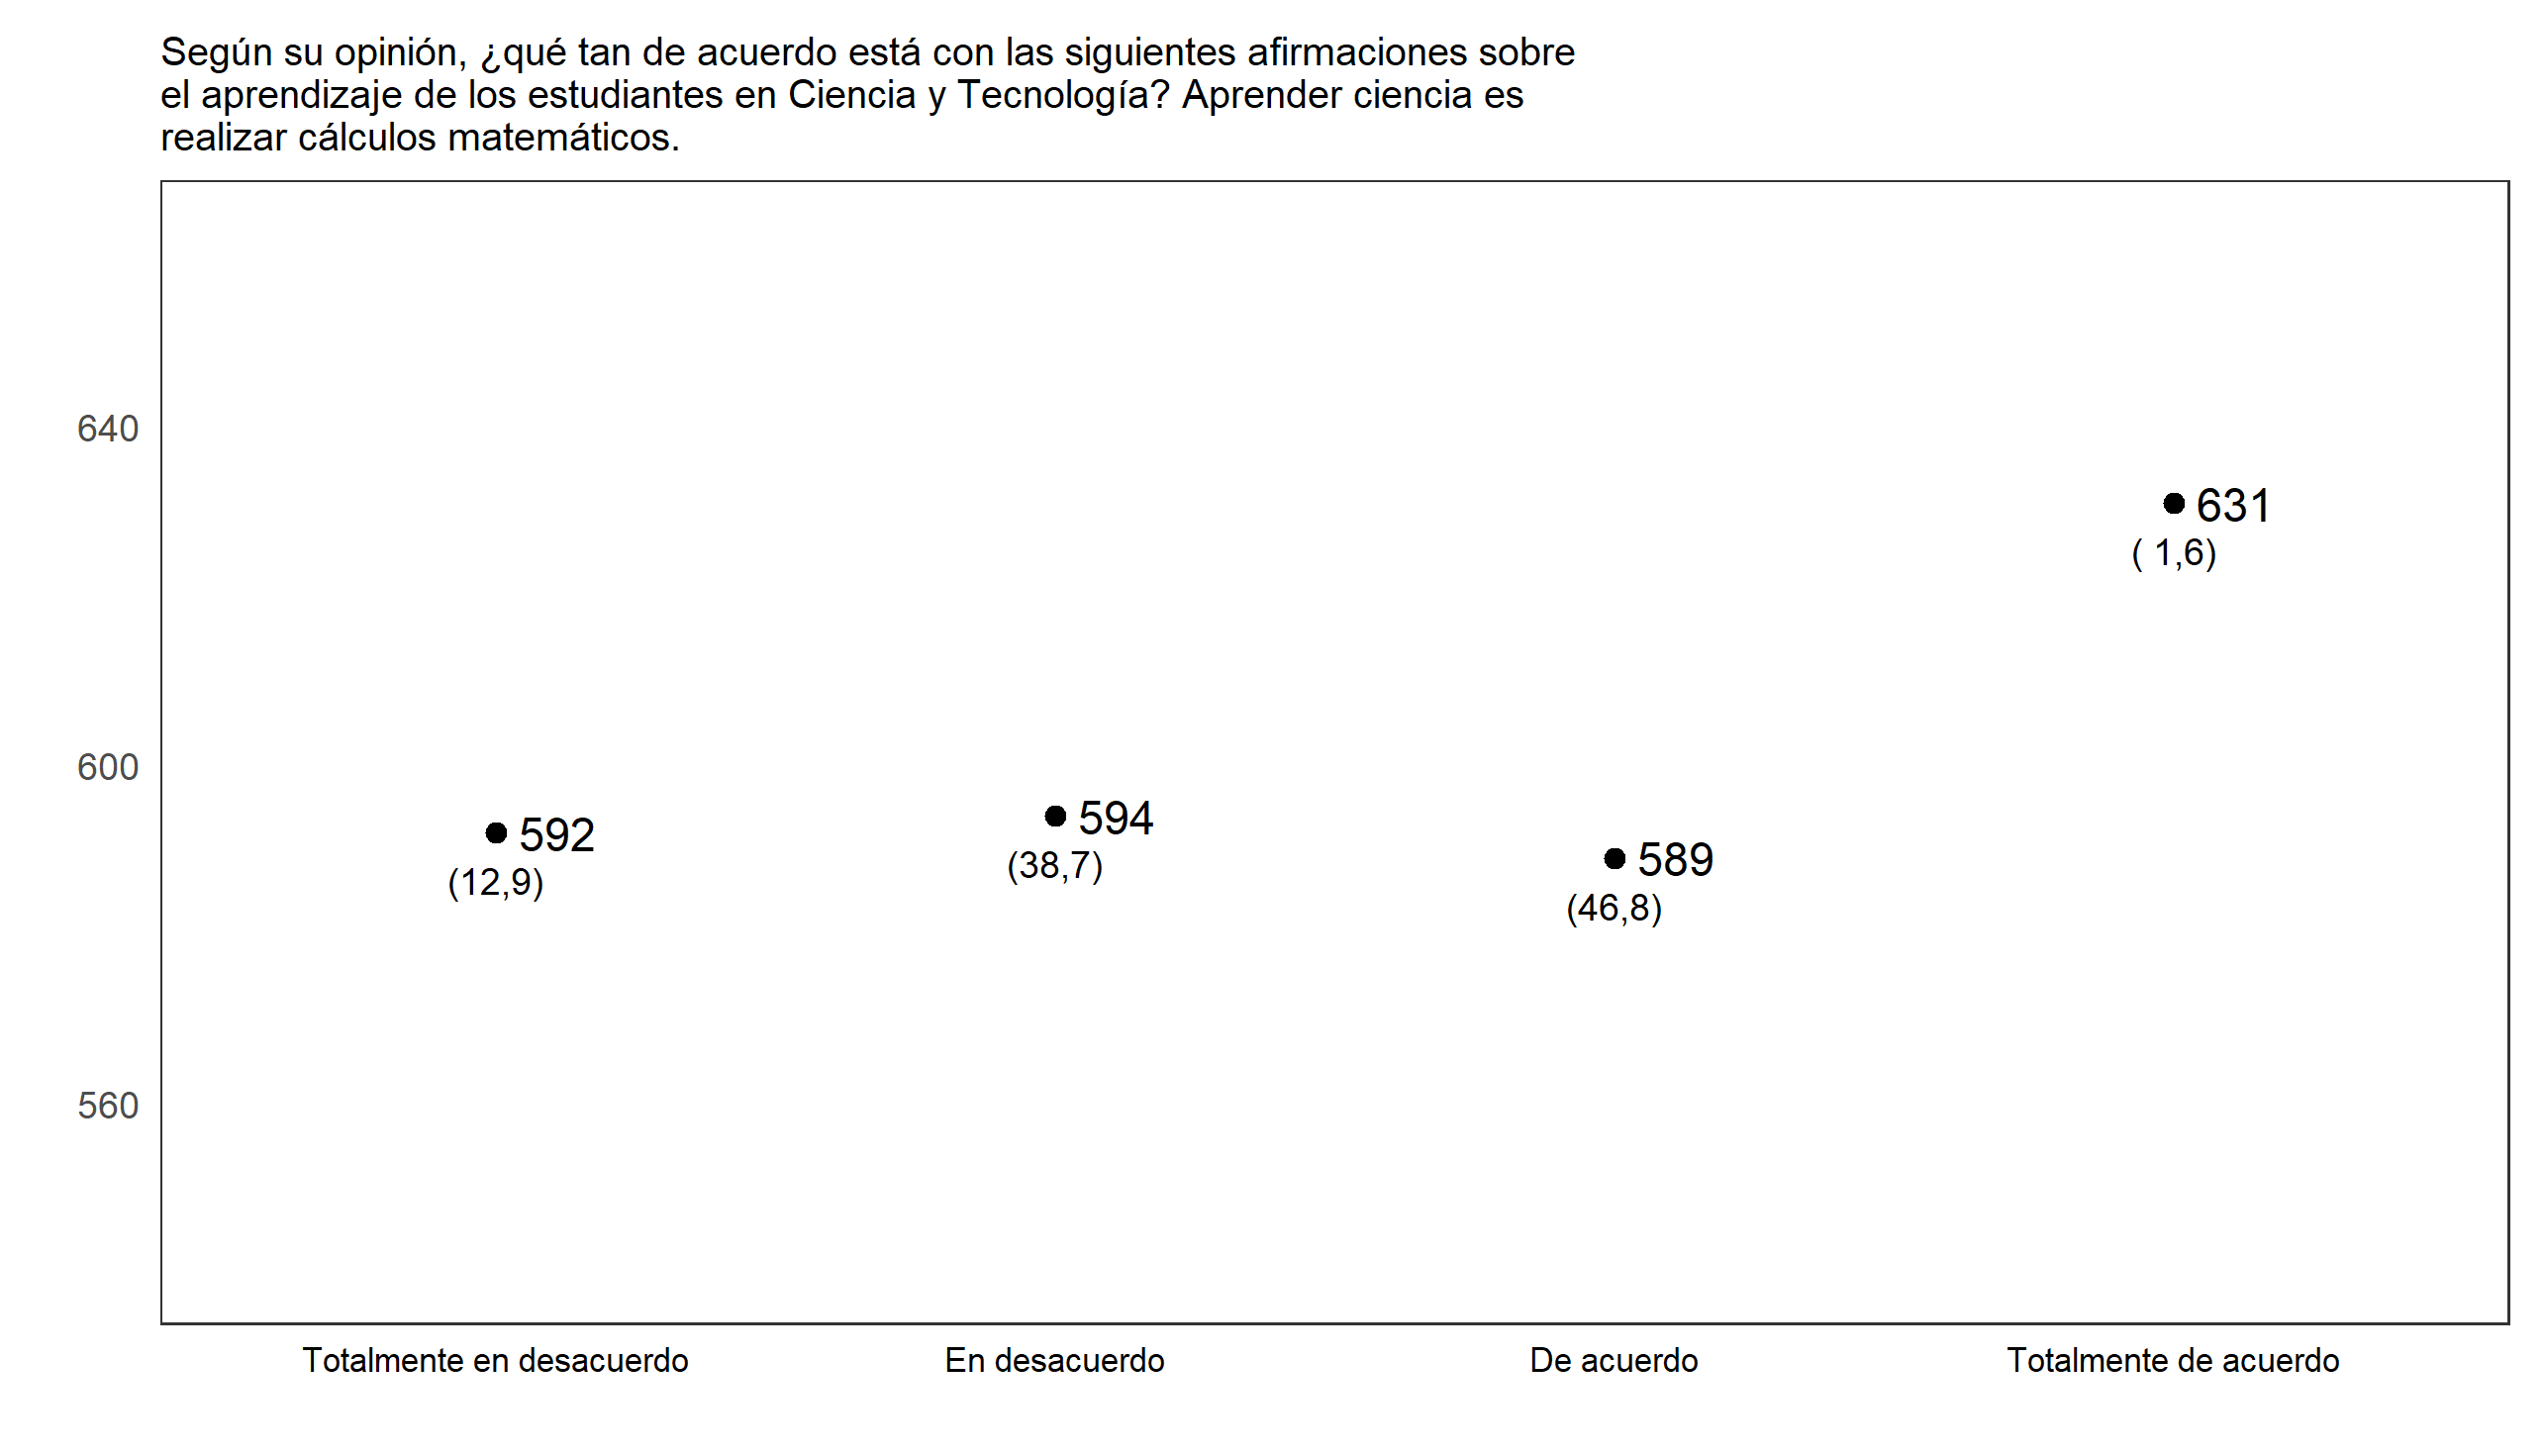 Según su opinión, ¿qué tan de acuerdo está con las siguientes afirmaciones sobre
el aprendizaje de los estudiantes en Ciencia y Tecnología? Aprender ciencia es
realizar cálculos matemáticos.
640
631
( 1,6)
600
592
(12,9)
594
(38,7)
589
(46,8)
560
Totalmente en desacuerdo
En desacuerdo
De acuerdo
Totalmente de acuerdo